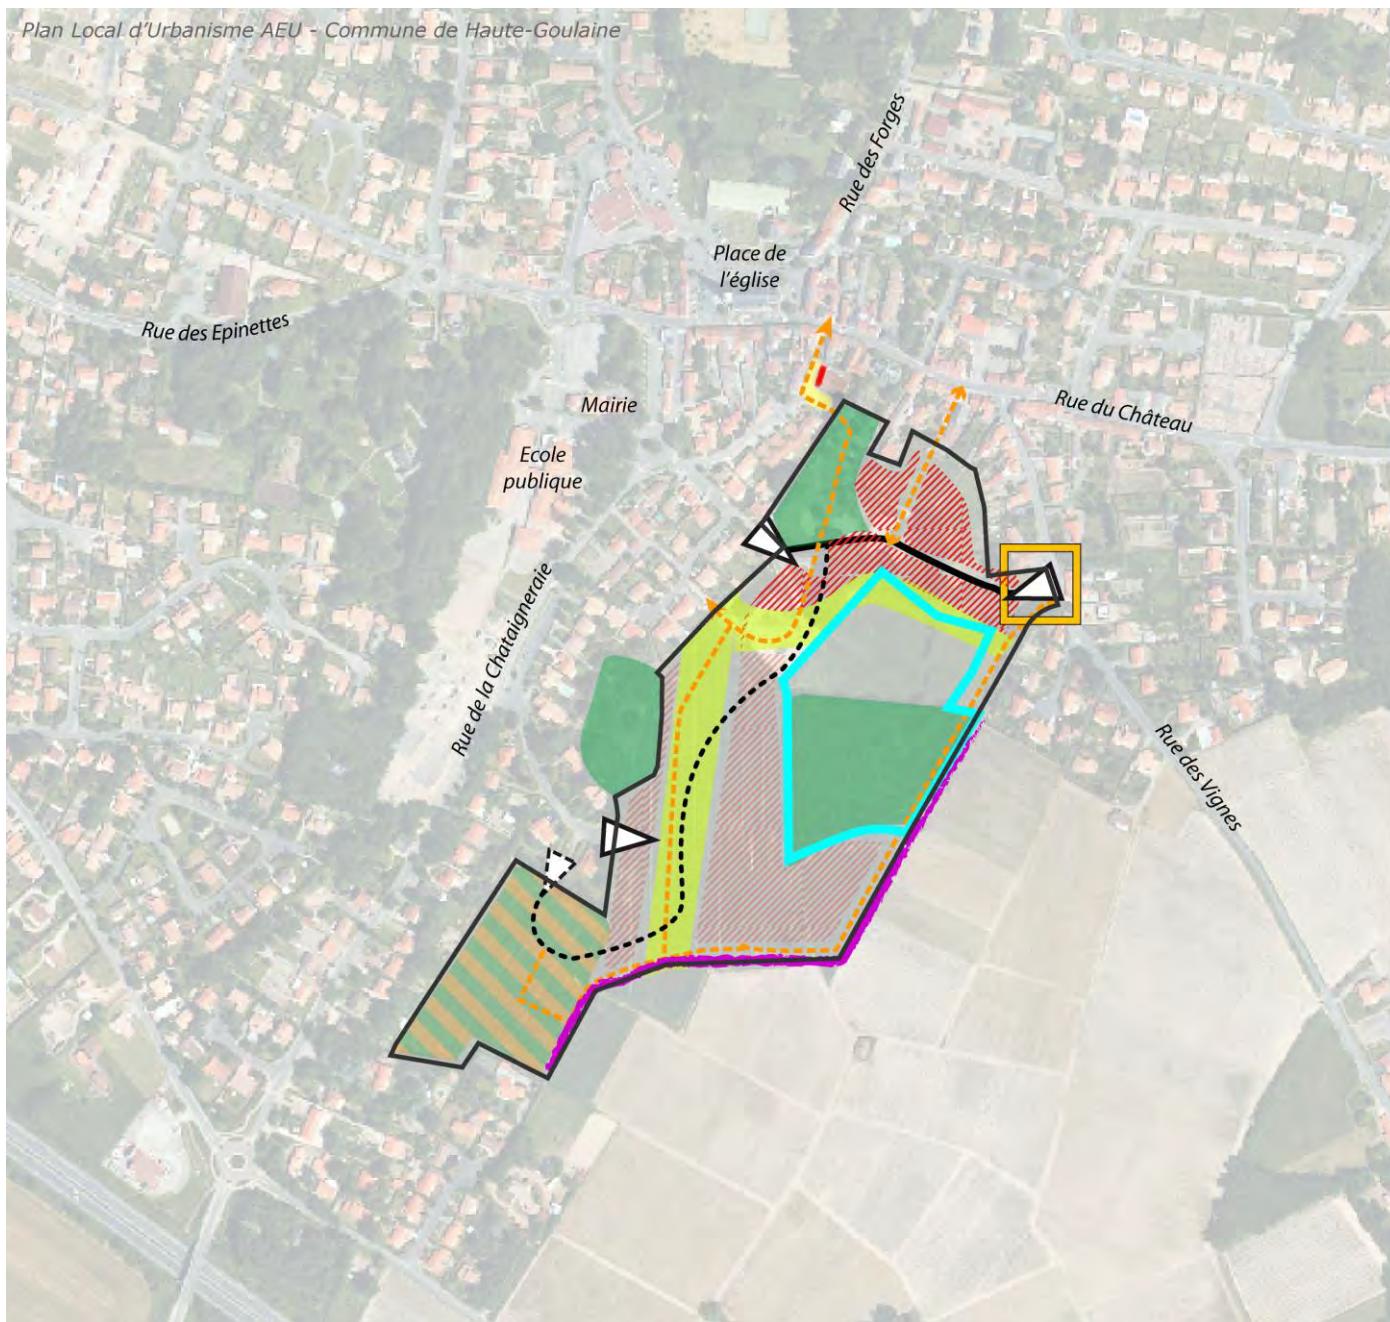 Plan Local d'Urbanisme AEU - Commune de Haute-Goulaine
Rue des Forges
Place de
l'église
Rue des Epinettes
Mairie
Rue du Château
Ecole
publique
Rue de la Chataigneraie
Rue des Vignes